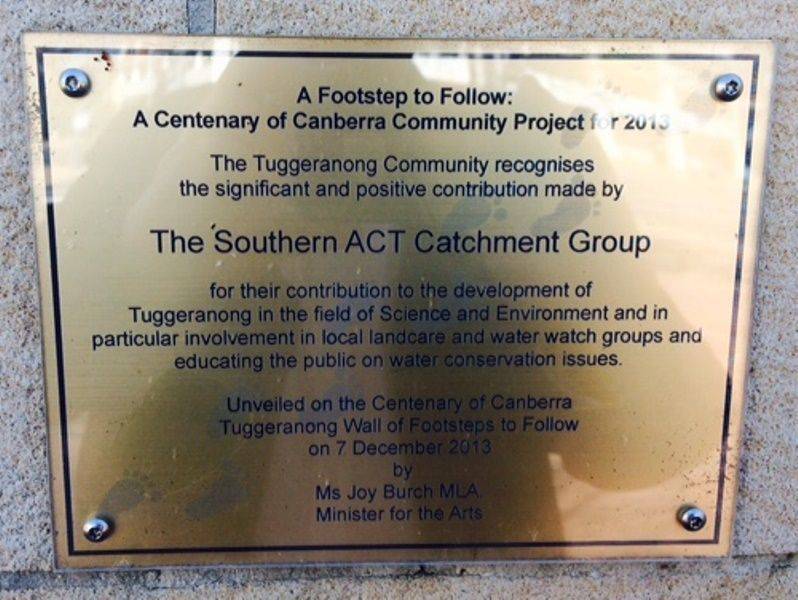 A Footstep to Follow:
A Centenary of Canberra Community Project for 2013
The Tuggeranong Community recognises
the significant and positive contribution made by
The Southern ACT Catchment Group
for their contribution to the development of
Tuggeranong in the field of Science and Environment and in
particular involvement in local landcare and water watch groups and
educating the public on water conservation issues.
Unveiled on the Centenary of Canberra
Tuggeranong Wall of Footsteps to Follow
on 7 December 2013
by
Ms Joy Burch MLA
Minister for the Arts